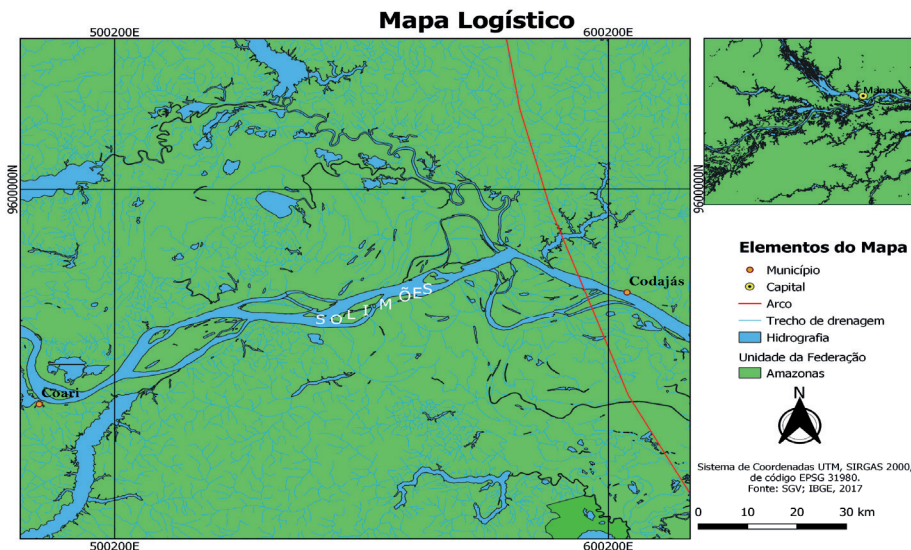 Mapa Logístico
500200E
600200E
9600000N
9600000N
Manaus
SOLIMÕES
Codajás
Coari
500200E
600200E
Elementos do Mapa
Município
Capital
Arco
Trecho de drenagem
Hidrografia
Unidade da Federação
Amazonas
N
Sistema de Coordenadas UTM, SIRGAS 2000,
de código EPSG 31980.
Fonte: SGV; IBGE, 2017
0 10 20 30 km